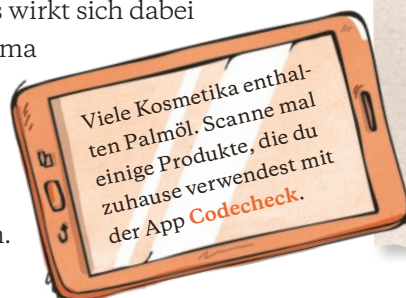 s wirkt sich dabei
ma
Viele Kosmetika enthal-
ten Palmöl. Scanne mal
einige Produkte, die du
zuhause verwendest mit
der App Codecheck.